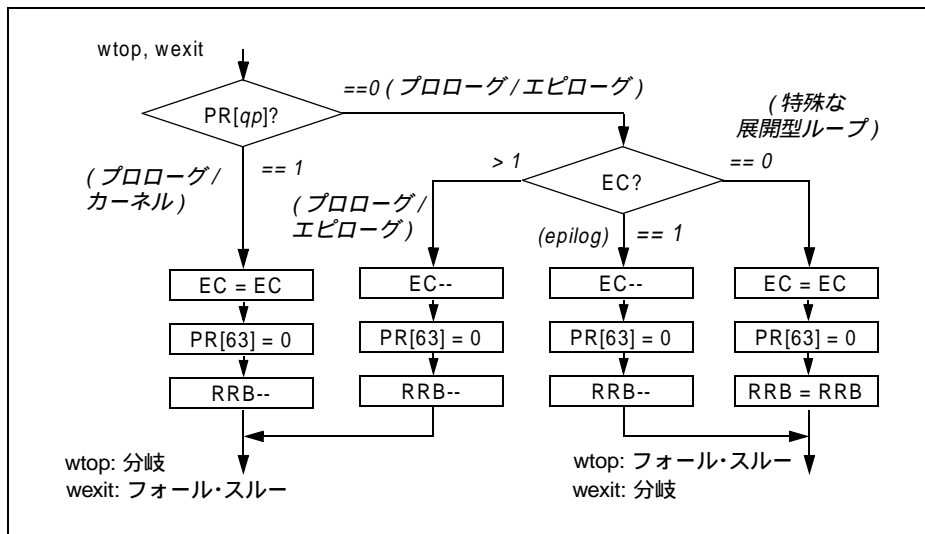 wtop, wexit
==0 ( プロローグ / エピローグ )
( 特殊な
展開型ループ )
PR[qp]?
( プロローグ /
カーネル )
== 1
> 1
EC?
== 0
( プロローグ /
エピローグ )
(epilog)
== 1
EC = EC
EC--
EC--
EC = EC
PR[63] = 0
PR[63] = 0
PR[63] = 0
PR[63] = 0
RRB--
RRB--
RRB--
RRB = RRB
wtop: 分岐
wexit: フォール・スルー
wtop: フォール・スルー
wexit: 分岐